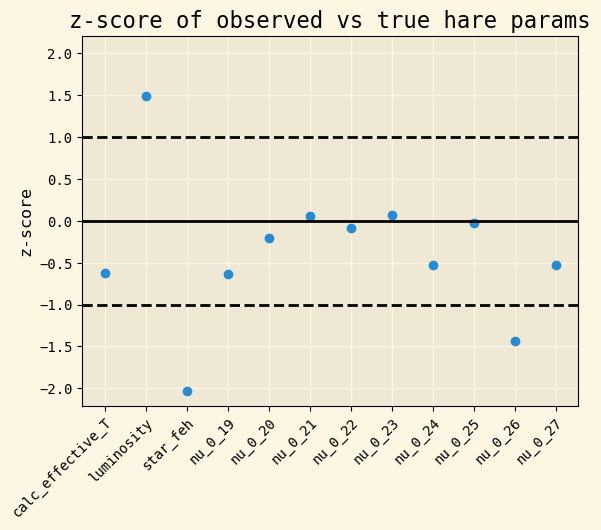 z-score of observed vs true hare params
z-score
2.0
1.5
1.0
0.5
0.0
−0.5
−1.0
−1.5
−2.0
calc_effective_T
luminosity
star_feh
nu_0_19
nu_0_20
nu_0_21
nu_0_22
nu_0_23
nu_0_24
nu_0_25
nu_0_26
nu_0_27